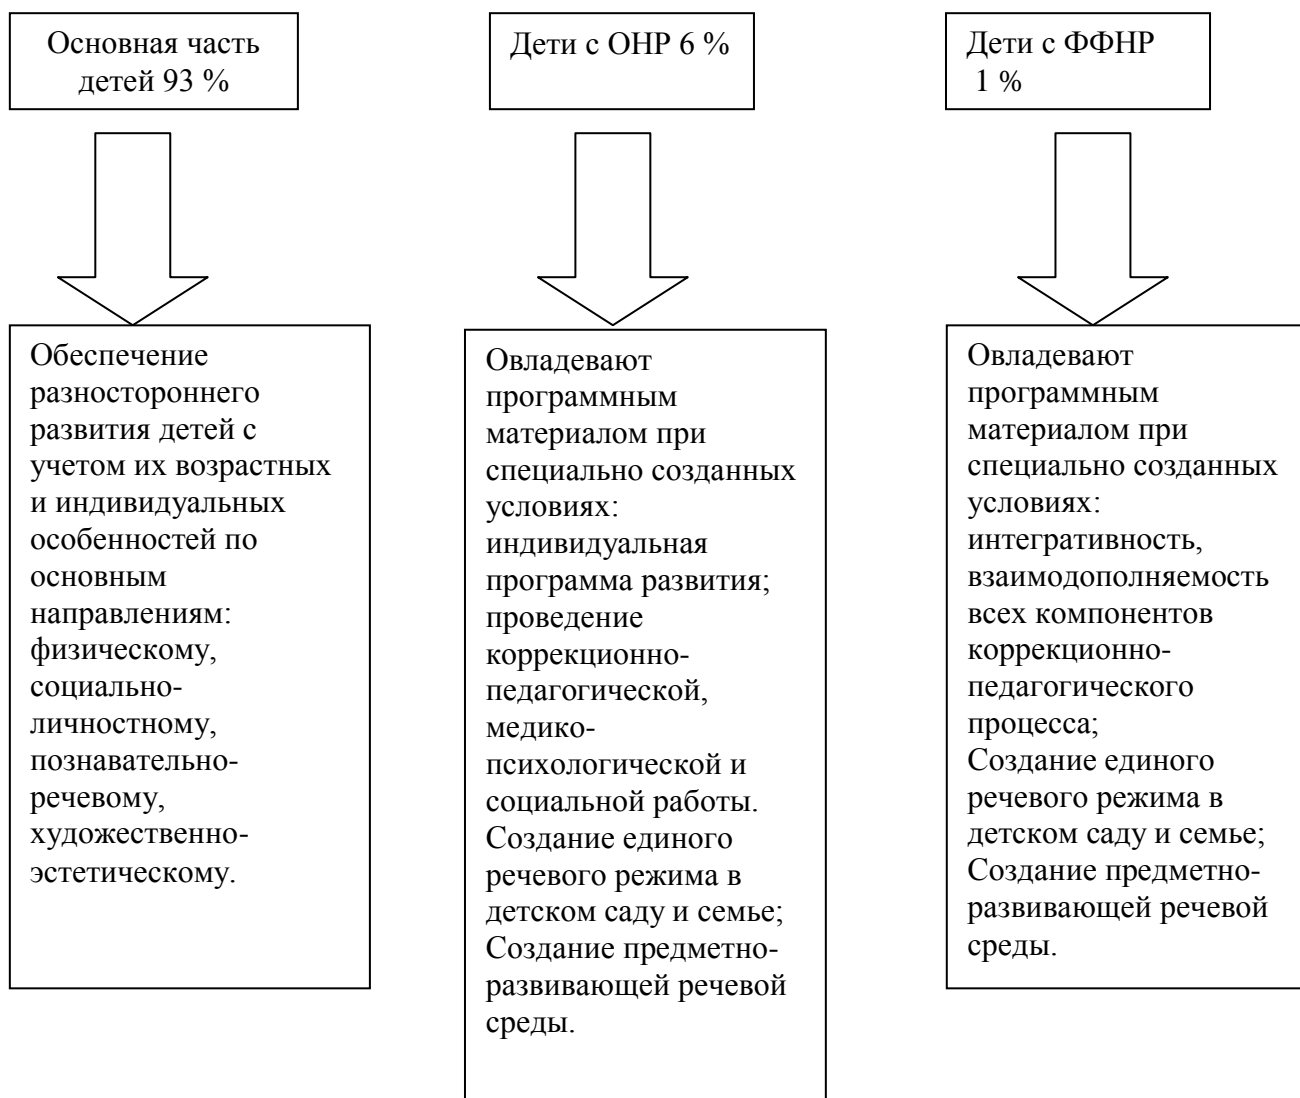 Основная часть
детей 93 %
Дети с ОНР 6 %
Дети с ФФНР
1 %
Обеспечение
разностороннего
развития детей с
учетом их возрастных
и индивидуальных
особенностей по
основным
направлениям:
физическому,
социально-
личностному,
познавательно-
речевому,
художественно-
эстетическому.
Овладевают
программным
материалом при
специально созданных
условиях:
индивидуальная
программа развития;
проведение
коррекционно-
педагогической,
медико-
психологической и
социальной работы.
Создание единого
речевого режима в
детском саду и семье;
Создание предметно-
развивающей речевой
среды.
Овладевают
программным
материалом при
специально созданных
условиях:
интегративность,
взаимодополняемость
всех компонентов
коррекционно-
педагогического
процесса;
Создание единого
речевого режима в
детском саду и семье;
Создание предметно-
развивающей речевой
среды.